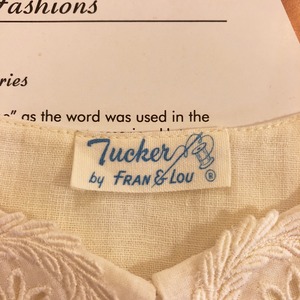 Fashions
ries
e" as the word was used in the
Tucker
by FRAN & LOU ®